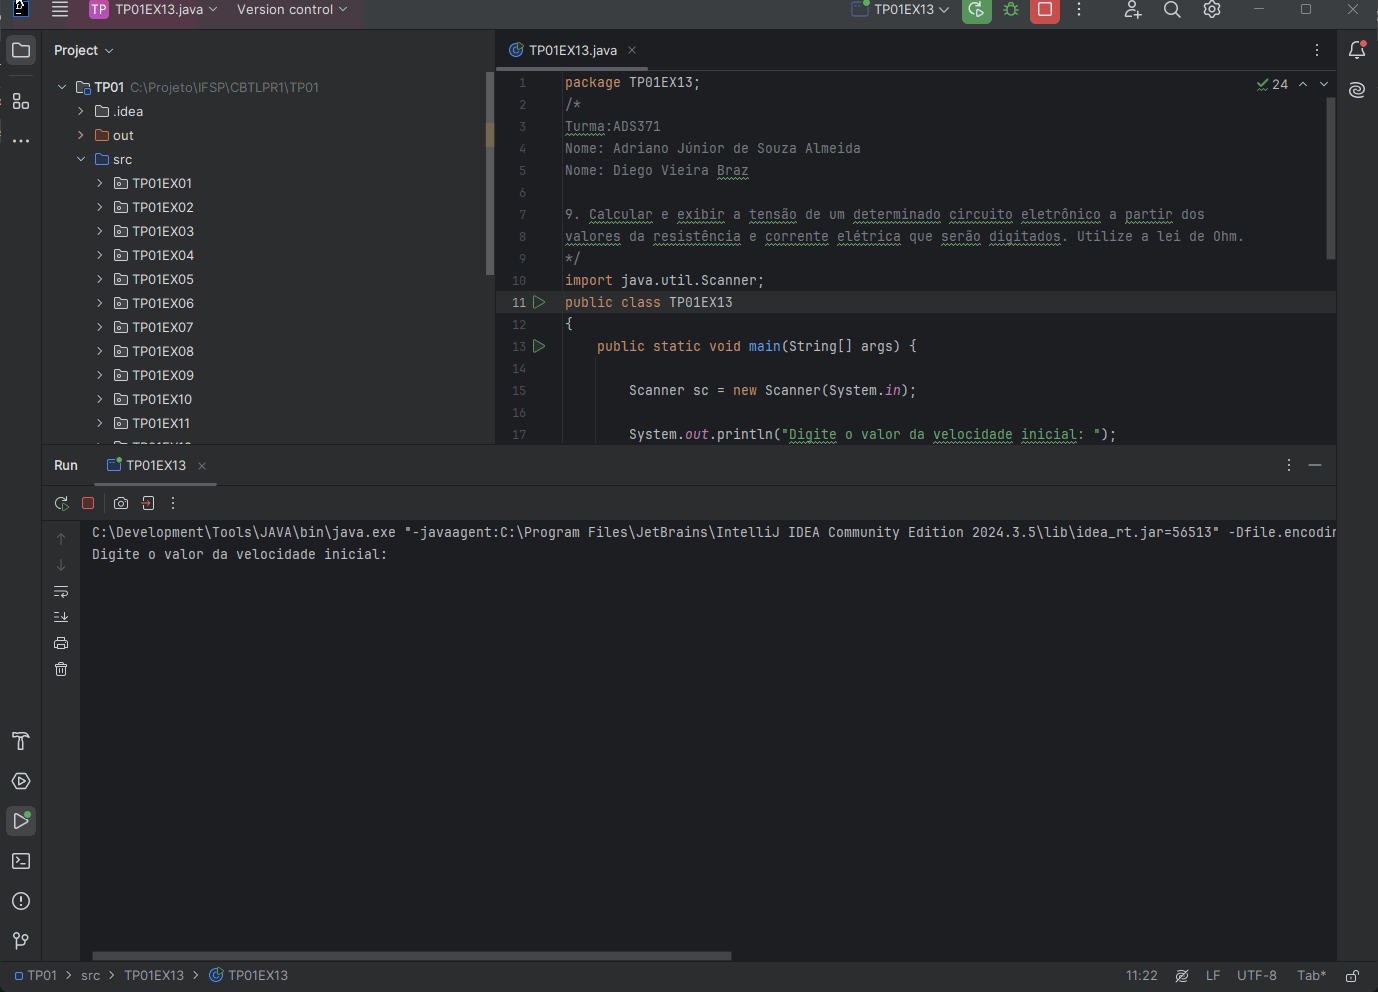 TP TP01EX13.java Version control TP01EX13
Project
TP01 C:\Projeto\IFSP\CBTLPR1\TP01
.idea
out
src
TP01EX01
TP01EX02
TP01EX03
TP01EX04
TP01EX05
TP01EX06
TP01EX07
TP01EX08
TP01EX09
TP01EX10
TP01EX11
TP01EX13.java
24
1 package TP01EX13;
2 /*
3 Turma:ADS371
4 Nome: Adriano Júnior de Souza Almeida
5 Nome: Diego Vieira Braz
6
7 9. Calcular e exibir a tensão de um determinado circuito eletrônico a partir dos
8 valores da resistência e corrente elétrica que serão digitados. Utilize a lei de Ohm.
9 */
10 import java.util.Scanner;
11 public class TP01EX13
12 {
13 public static void main(String[] args) {
14
15 Scanner sc = new Scanner(System.in);
16
17 System.out.println("Digite o valor da velocidade inicial: ");
Run TP01EX13
C:\Development\Tools\JAVA\bin\java.exe "-javaagent:C:\Program Files\JetBrains\IntelliJ IDEA Community Edition 2024.3.5\lib\idea_rt.jar=56513" -Dfile.encodin
Digite o valor da velocidade inicial:
TP01 > src > TP01EX13 > TP01EX13
11:22 LF UTF-8 Tab*